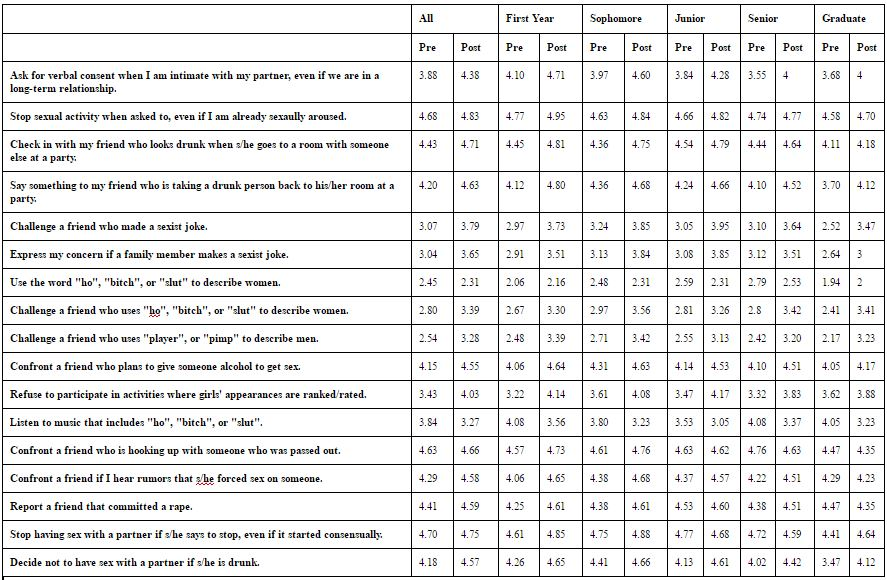 All First Year Sophomore Junior Senior Graduate
Pre Post Pre Post Pre Post Pre Post Pre Post Pre Post
Ask for verbal consent when I am intimate with my partner, even if we are in a 3.88 4.38 4.10 4.71 3.97 4.60 3.84 4.28 3.55 4 3.68 4
long-term relationship.
Stop sexual activity when asked to, even if I am already sexaully aroused. 4.68 4.83 4.77 4.95 4.63 4.84 4.66 4.82 4.74 4.77 4.58 4.70
Check in with my friend who looks drunk when s/he goes to a room with someone 4.43 4.71 4.45 4.81 4.36 4.75 4.54 4.79 4.44 4.64 4.11 4.18
else at a party.
Say something to my friend who is taking a drunk person back to his/her room at a 4.20 4.63 4.12 4.80 4.36 4.68 4.24 4.66 4.10 4.52 3.70 4.12
party.
Challenge a friend who made a sexist joke. 3.07 3.79 2.97 3.73 3.24 3.85 3.05 3.95 3.10 3.64 2.52 3.47
Express my concern if a family member makes a sexist joke. 3.04 3.65 2.91 3.51 3.13 3.84 3.08 3.85 3.12 3.51 2.64 3
Use the word "ho", "bitch", or "slut" to describe women. 2.45 2.31 2.06 2.16 2.48 2.31 2.59 2.31 2.79 2.53 1.94 2
Challenge a friend who uses "ho", "bitch", or "slut" to describe women. 2.80 3.39 2.67 3.30 2.97 3.56 2.81 3.26 2.8 3.42 2.41 3.41
Challenge a friend who uses "player", or "pimp" to describe men. 2.54 3.28 2.48 3.39 2.71 3.42 2.55 3.13 2.42 3.20 2.17 3.23
Confront a friend who plans to give someone alcohol to get sex. 4.15 4.55 4.06 4.64 4.31 4.63 4.14 4.53 4.10 4.51 4.05 4.17
Refuse to participate in activities where girls' appearances are ranked/rated. 3.43 4.03 3.22 4.14 3.61 4.08 3.47 4.17 3.32 3.83 3.62 3.88
Listen to music that includes "ho", "bitch", or "slut". 3.84 3.27 4.08 3.56 3.80 3.23 3.53 3.05 4.08 3.37 4.05 3.23
Confront a friend who is hooking up with someone who was passed out. 4.63 4.66 4.57 4.73 4.61 4.76 4.63 4.62 4.76 4.63 4.47 4.35
Confront a friend if I hear rumors that s/he forced sex on someone. 4.29 4.58 4.06 4.65 4.38 4.68 4.37 4.57 4.22 4.51 4.29 4.23
Report a friend that committed a rape. 4.41 4.59 4.25 4.61 4.38 4.61 4.53 4.60 4.38 4.51 4.47 4.35
Stop having sex with a partner if s/he says to stop, even if it started consensually. 4.70 4.75 4.61 4.85 4.75 4.88 4.77 4.68 4.72 4.59 4.41 4.64
Decide not to have sex with a partner if s/he is drunk. 4.18 4.57 4.26 4.65 4.41 4.66 4.13 4.61 4.02 4.42 3.47 4.12